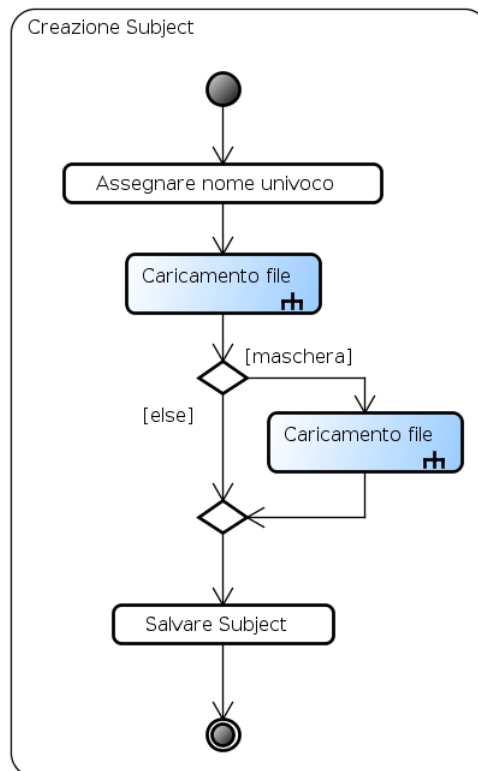 Creazione Subject
Assegnare nome univoco
Caricamento file
[maschera]
[else]
Caricamento file
Salvare Subject